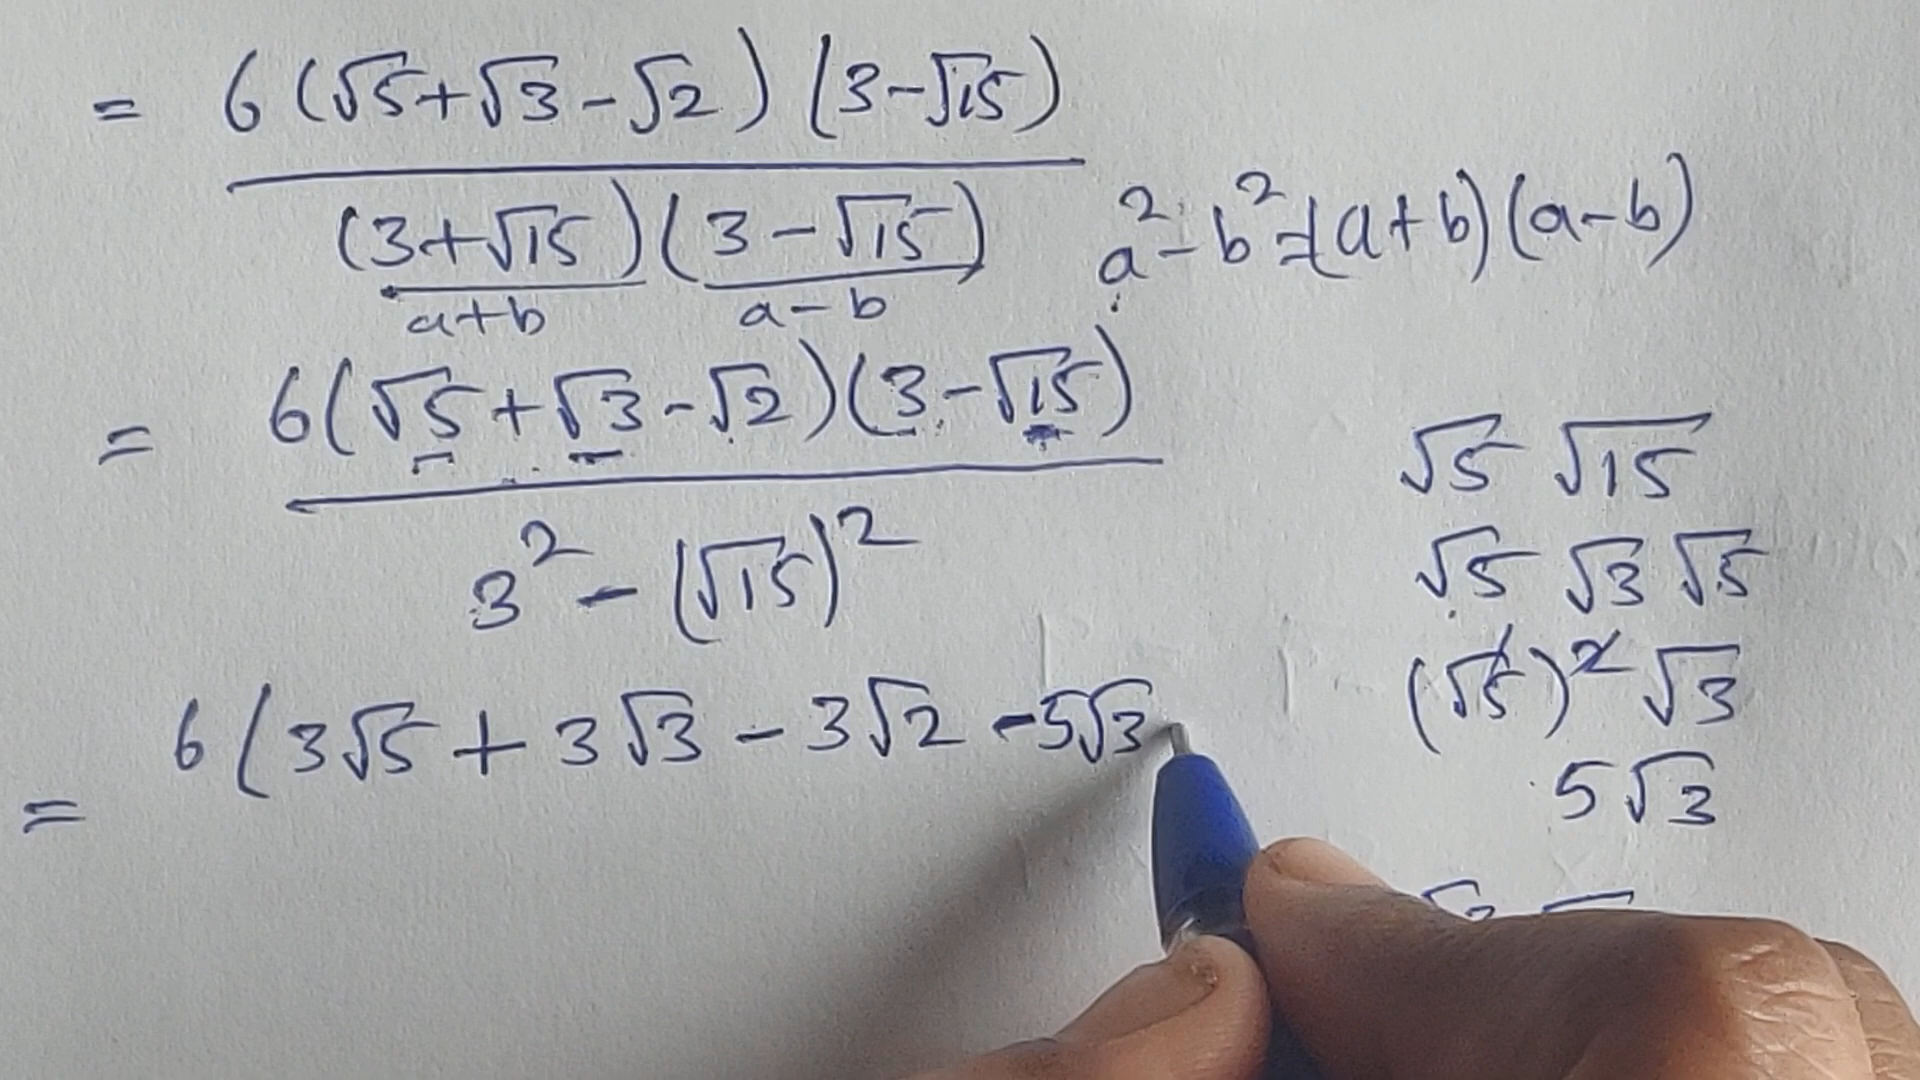 = 6(√5+√3-√2)(3-√15)
(3+√15)(3-√15)
a+b a-b
a²-b²=(a+b)(a-b)
= 6(√5+√3-√2)(3-√15)
3²-(√15)²
= 6(3√5+3√3-3√2-5√3
√5 √15
√5 √3 √5
(√5)² √3
5√3